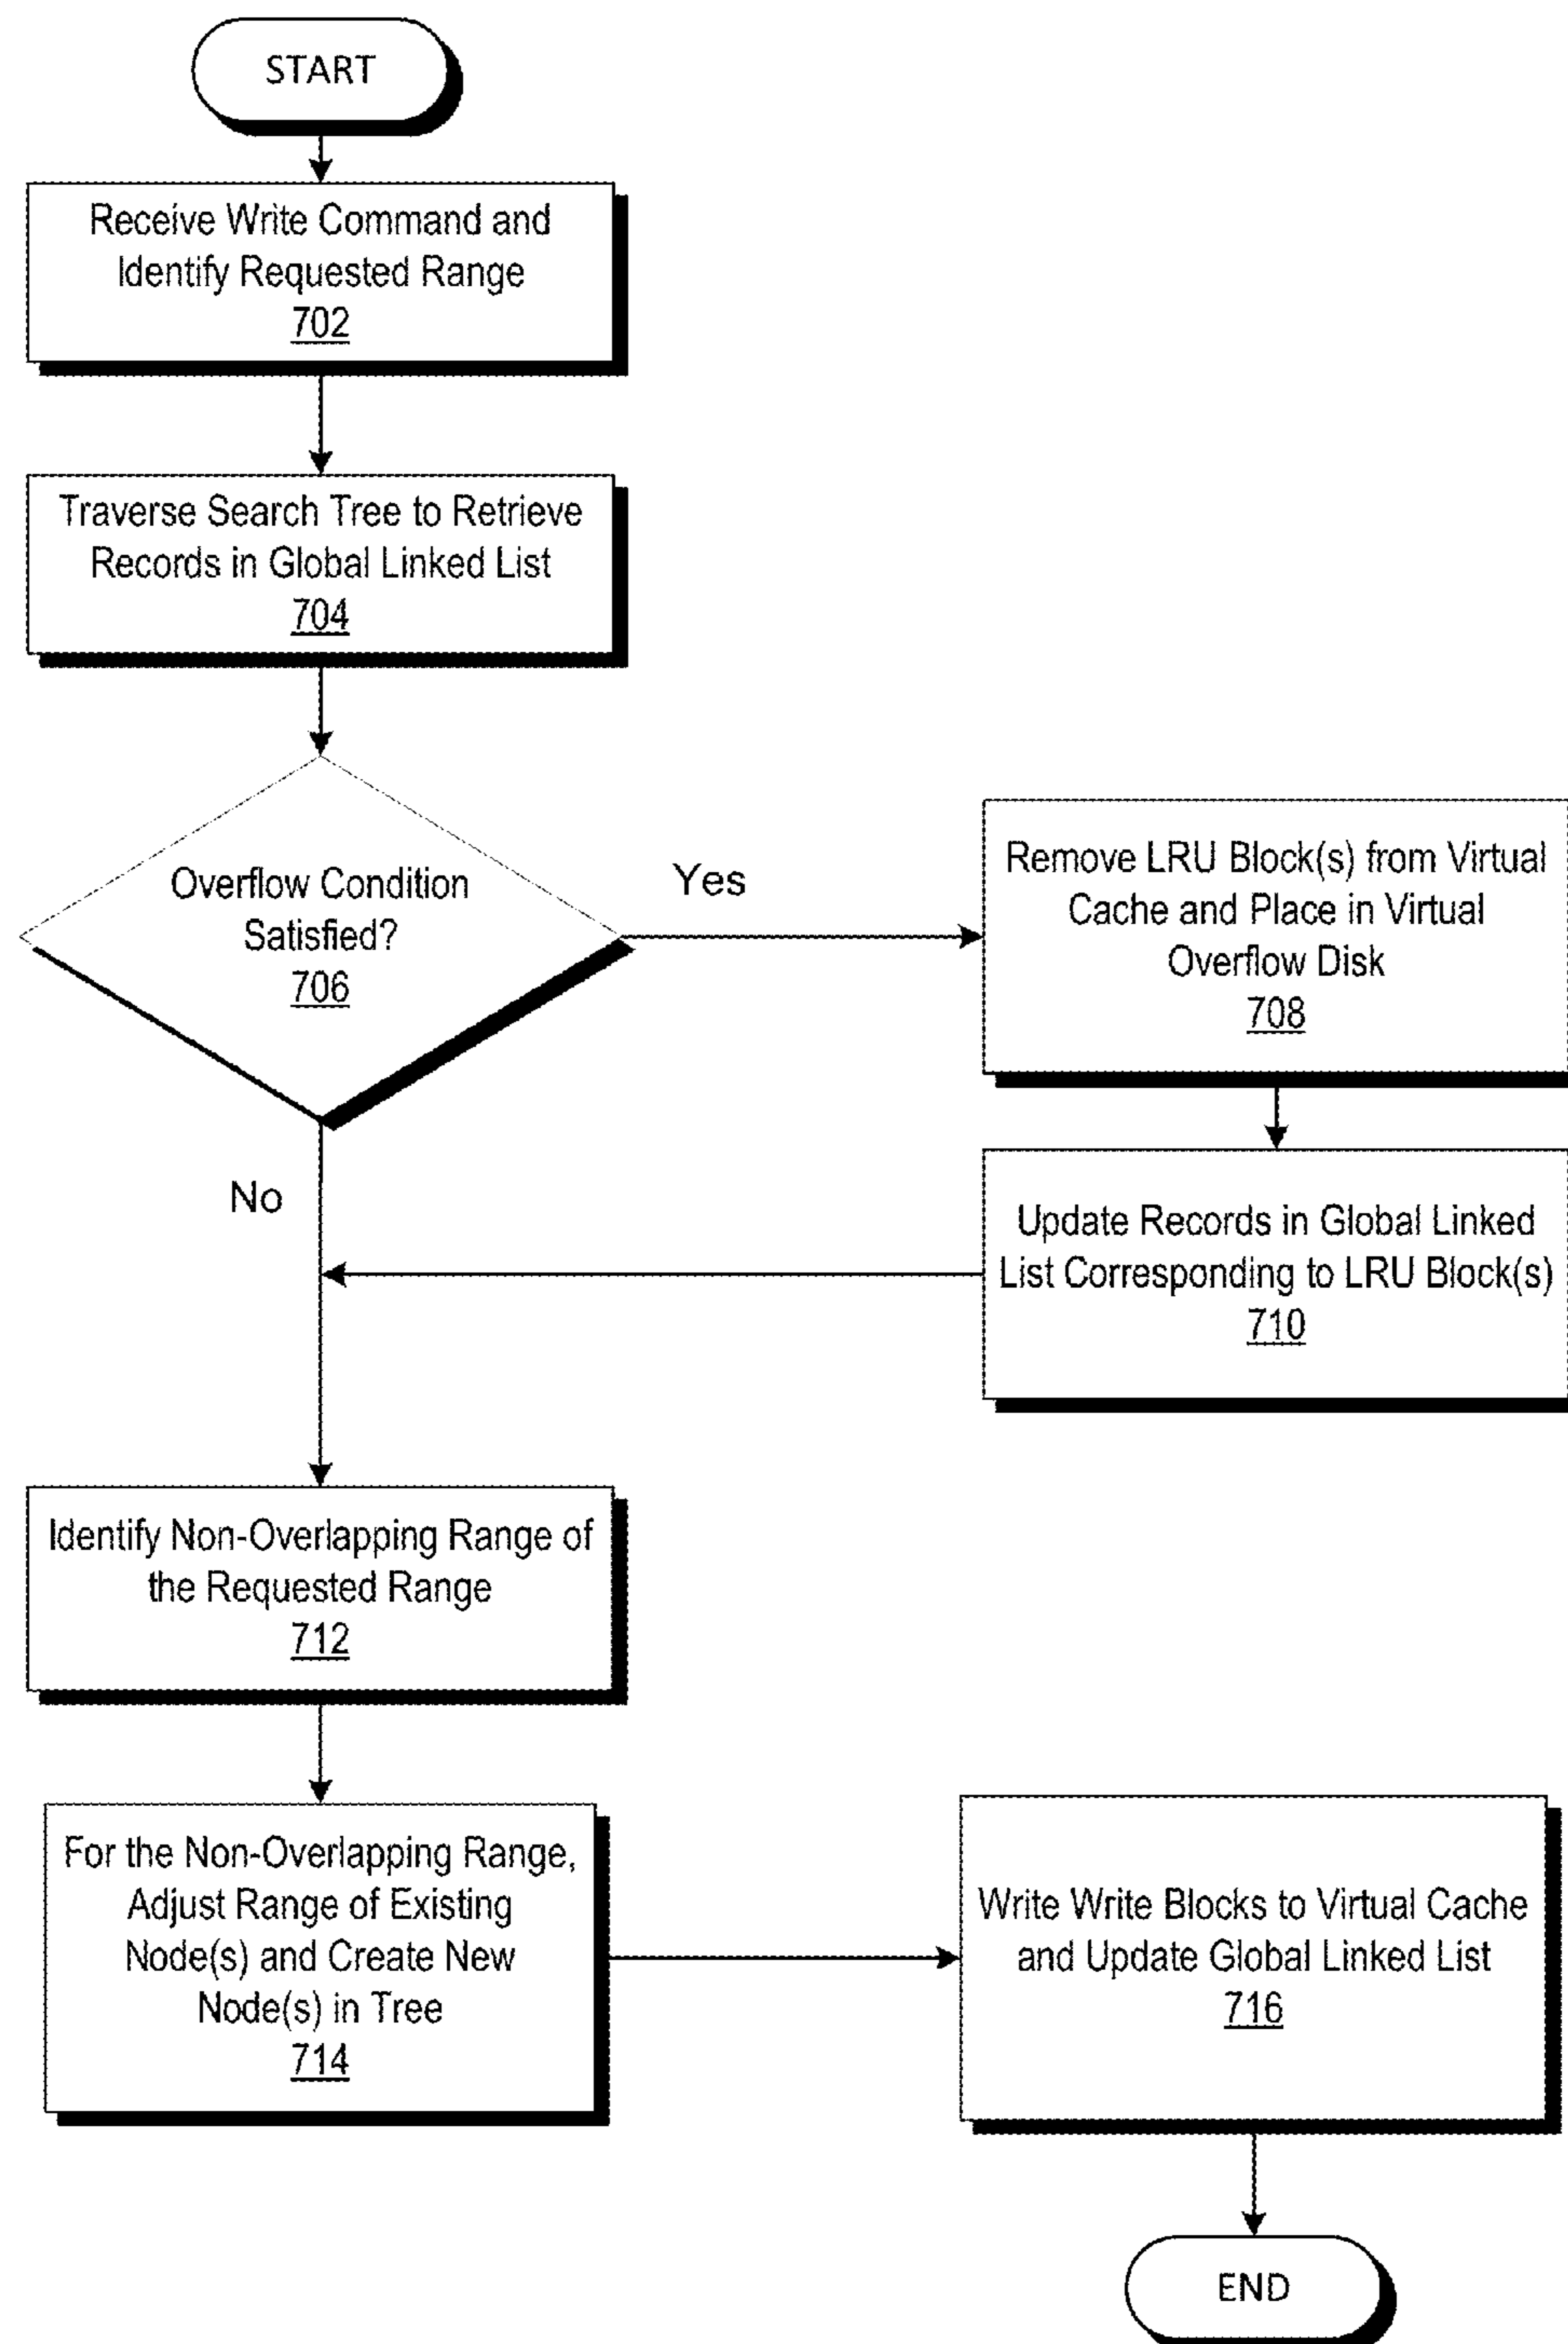 START
Receive Write Command and
Identify Requested Range
702
Traverse Search Tree to Retrieve
Records in Global Linked List
704
Overflow Condition
Satisfied?
706
Yes
Remove LRU Block(s) from Virtual
Cache and Place in Virtual
Overflow Disk
708
No
Update Records in Global Linked
List Corresponding to LRU Block(s)
710
Identify Non-Overlapping Range of
the Requested Range
712
For the Non-Overlapping Range,
Adjust Range of Existing
Node(s) and Create New
Node(s) in Tree
714
Write Write Blocks to Virtual Cache
and Update Global Linked List
716
END